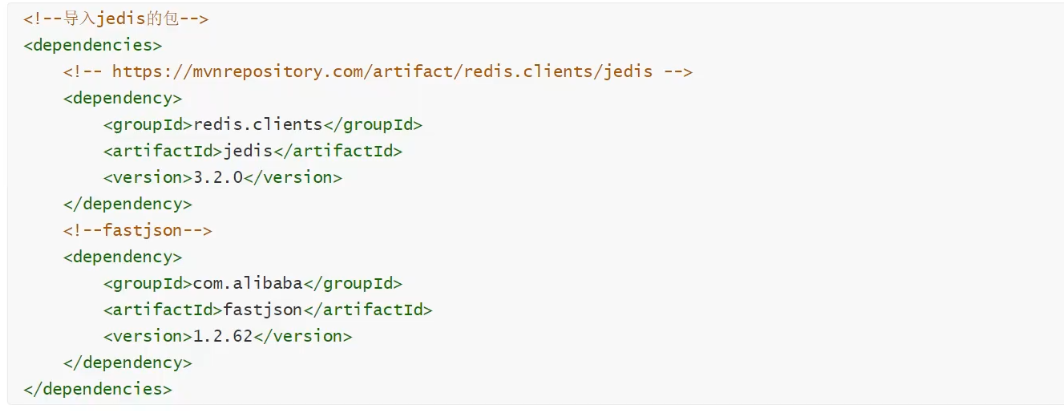 <!--导入jedis的包-->
<dependencies>
    <!-- https://mvnrepository.com/artifact/redis.clients/jedis -->
    <dependency>
        <groupId>redis.clients</groupId>
        <artifactId>jedis</artifactId>
        <version>3.2.0</version>
    </dependency>
    <!--fastjson-->
    <dependency>
        <groupId>com.alibaba</groupId>
        <artifactId>fastjson</artifactId>
        <version>1.2.62</version>
    </dependency>
</dependencies>